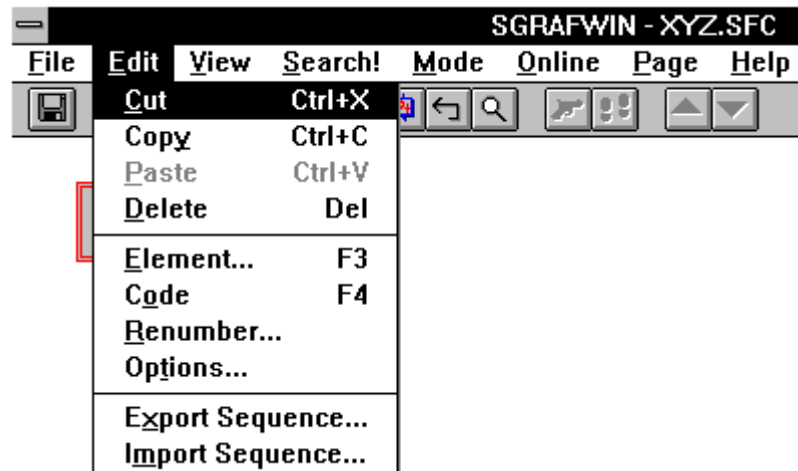 SGRAFWIN - XYZ.SFC
File Edit View Search! Mode Online Page Help
Cut Ctrl+X
Copy Ctrl+C
Paste Ctrl+V
Delete Del
Element... F3
Code F4
Renumber...
Options...
Export Sequence...
Import Sequence...